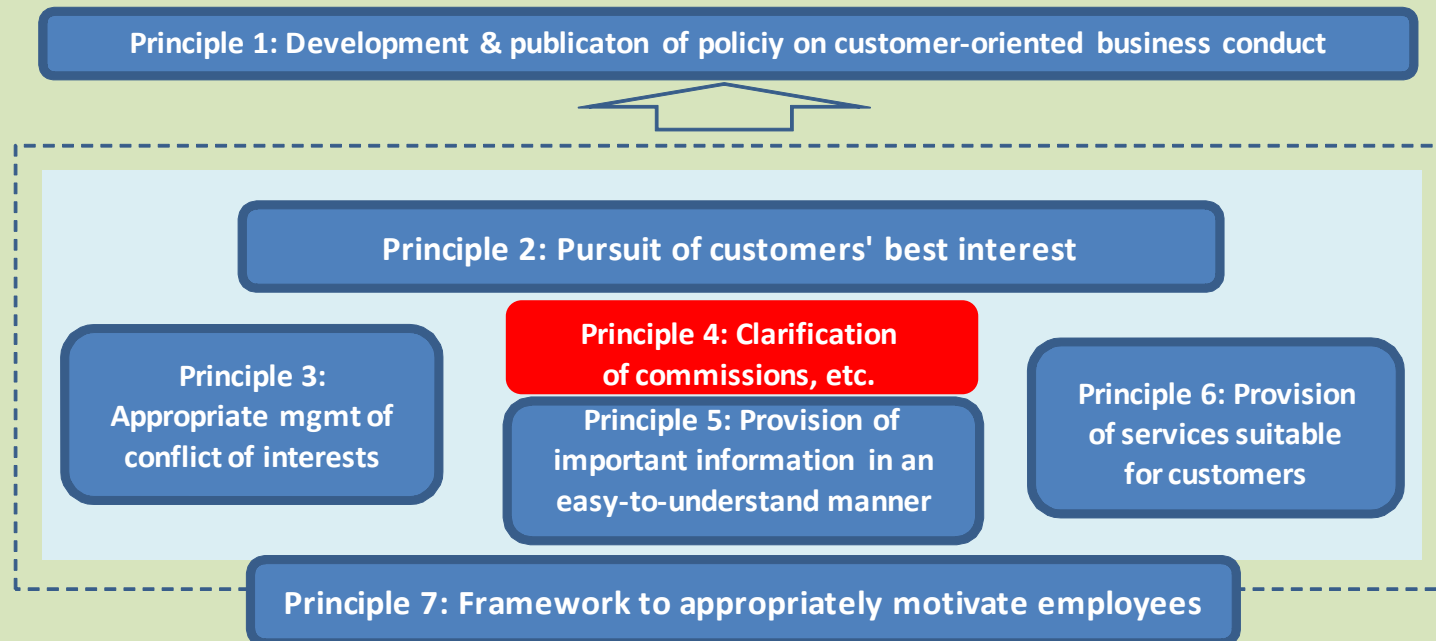 Principle 1: Development & publicaton of policiy on customer-oriented business conduct
Principle 2: Pursuit of customers' best interest
Principle 3:
Appropriate mgmt of
conflict of interests
Principle 4: Clarification
of commissions, etc.
Principle 5: Provision of
important information in an
easy-to-understand manner
Principle 6: Provision
of services suitable
for customers
Principle 7: Framework to appropriately motivate employees